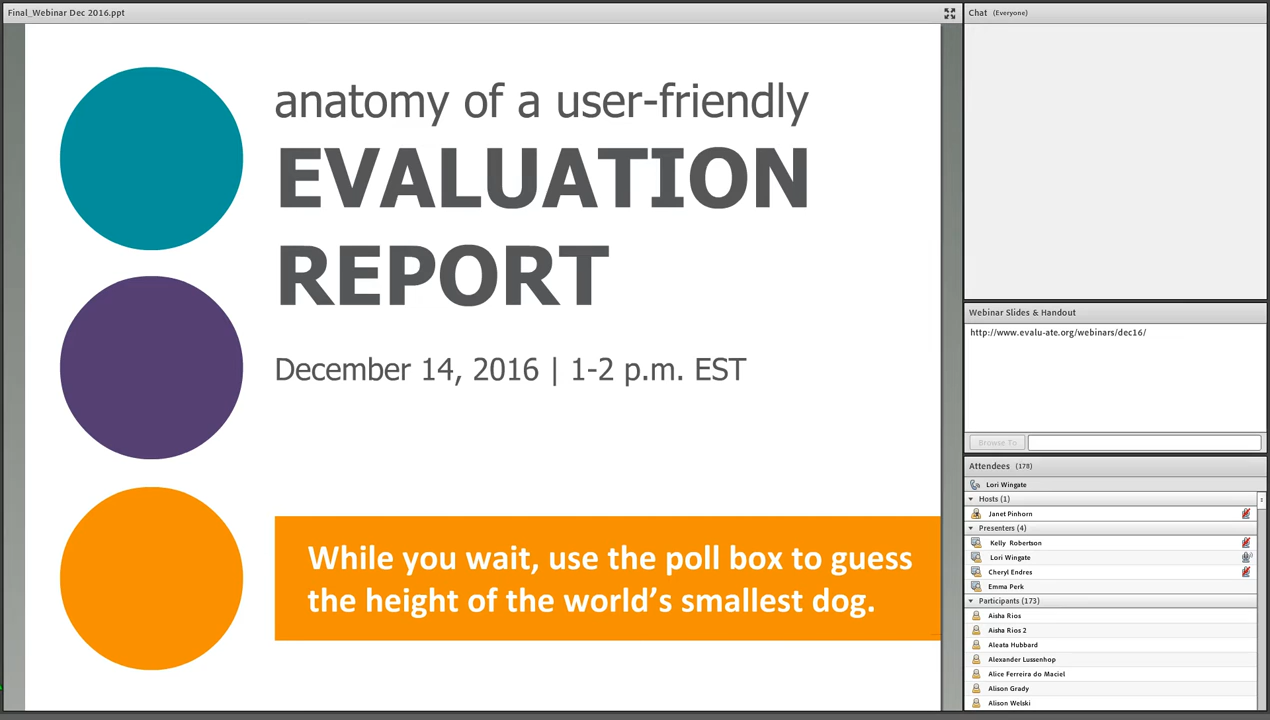 Final_Webinar Dec 2016.ppt
anatomy of a user-friendly
EVALUATION
REPORT
December 14, 2016 | 1-2 p.m. EST
While you wait, use the poll box to guess
the height of the world's smallest dog.
Chat (Everyone)
Webinar Slides & Handout
http://www.evalu-ate.org/webinars/dec16/
Browse To
Attendees (178)
Lori Wingate
Hosts (1)
Janet Pinhorn
Presenters (4)
Kelly Robertson
Lori Wingate
Cheryl Endres
Emma Perk
Participants (173)
Aisha Rios
Aisha Rios 2
Aleata Hubbard
Alexander Lussenhop
Alice Ferreira do Maciel
Alison Grady
Alison Welski